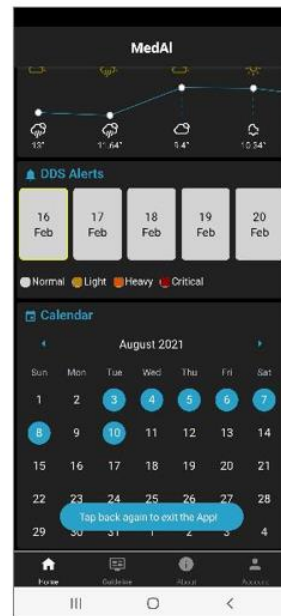 MedAI
13° 11.64° 9.4° 10.34°
DDS Alerts
16 17 18 19 20
Feb Feb Feb Feb Feb
Normal Light Heavy Critical
Calendar
August 2021
Sun Mon Tue Wed Thu Fri Sat
1 2 3 4 5 6 7
8 9 10 11 12 13 14
15 16 17 18 19 20 21
22 23 24 25 26 27 28
Tap back again to exit the App!
29 30 31 1 2 3 4
Home Guideline About Account